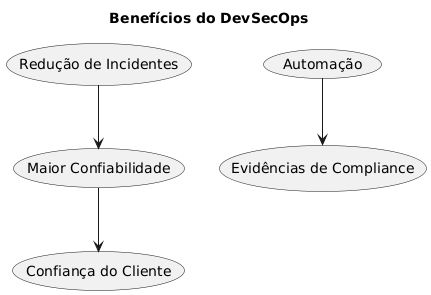 Benefícios do DevSecOps
Redução de Incidentes
Automação
Maior Confiabilidade
Evidências de Compliance
Confiança do Cliente